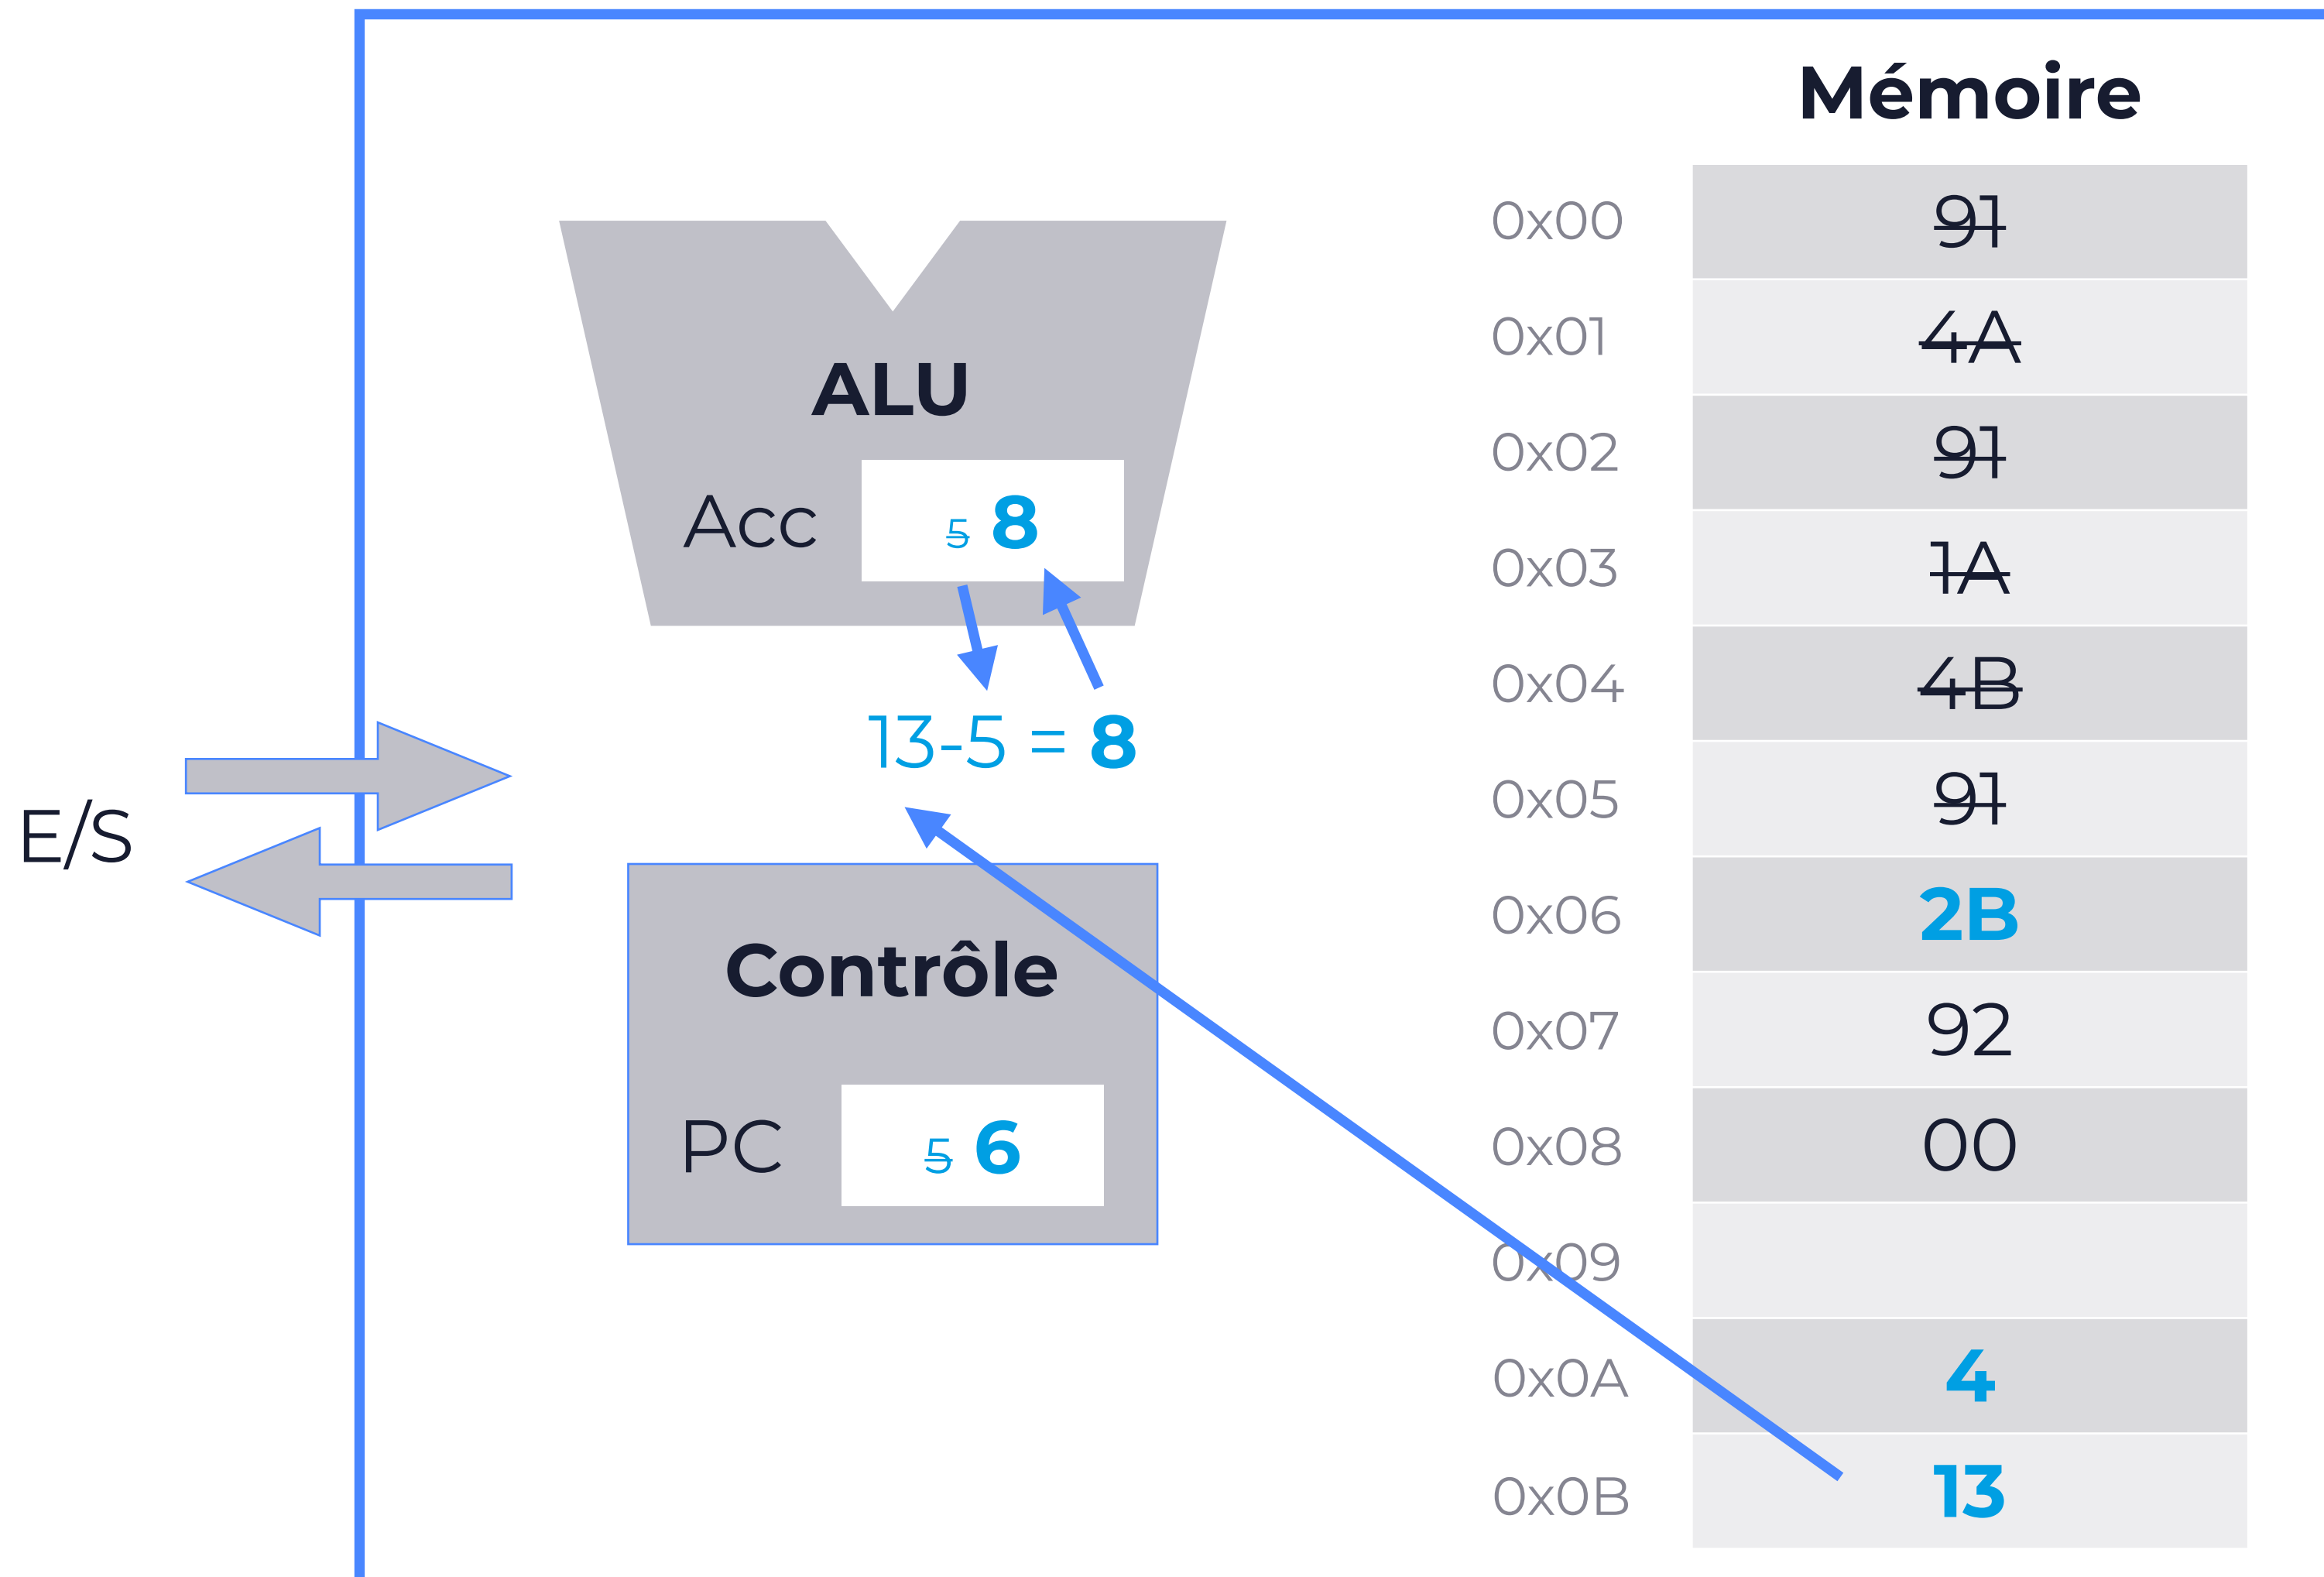 Mémoire
0x00 91
0x01 4A
0x02 91
0x03 1A
0x04 4B
0x05 91
0x06 2B
0x07 92
0x08 00
0x09
0x0A 4
0x0B 13
ALU
Acc 5 8
13-5 = 8
E/S
Contrôle
PC 5 6